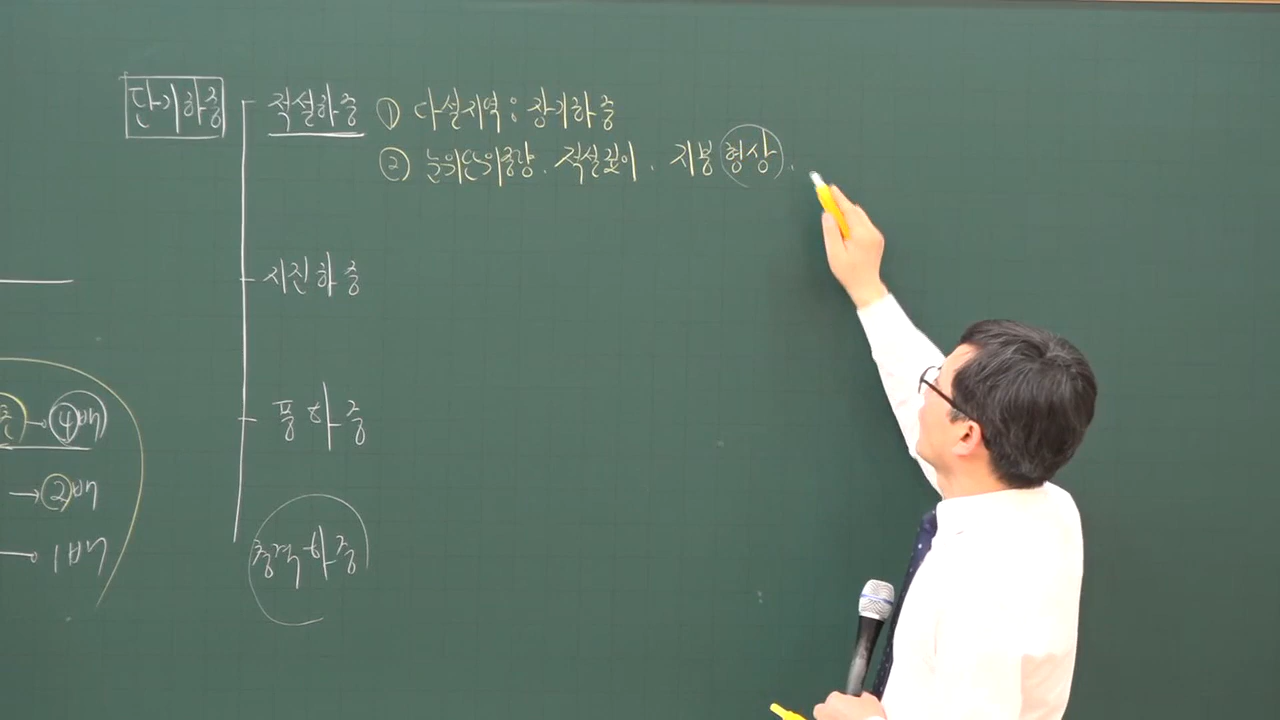 단기하중
적설하중 ① 다설지역 : 장기하중
② 눈의단위중량. 적설깊이. 지붕 형상.
지진하중
풍하중
충격하중
→ ④배
→ ②배
→ 1배